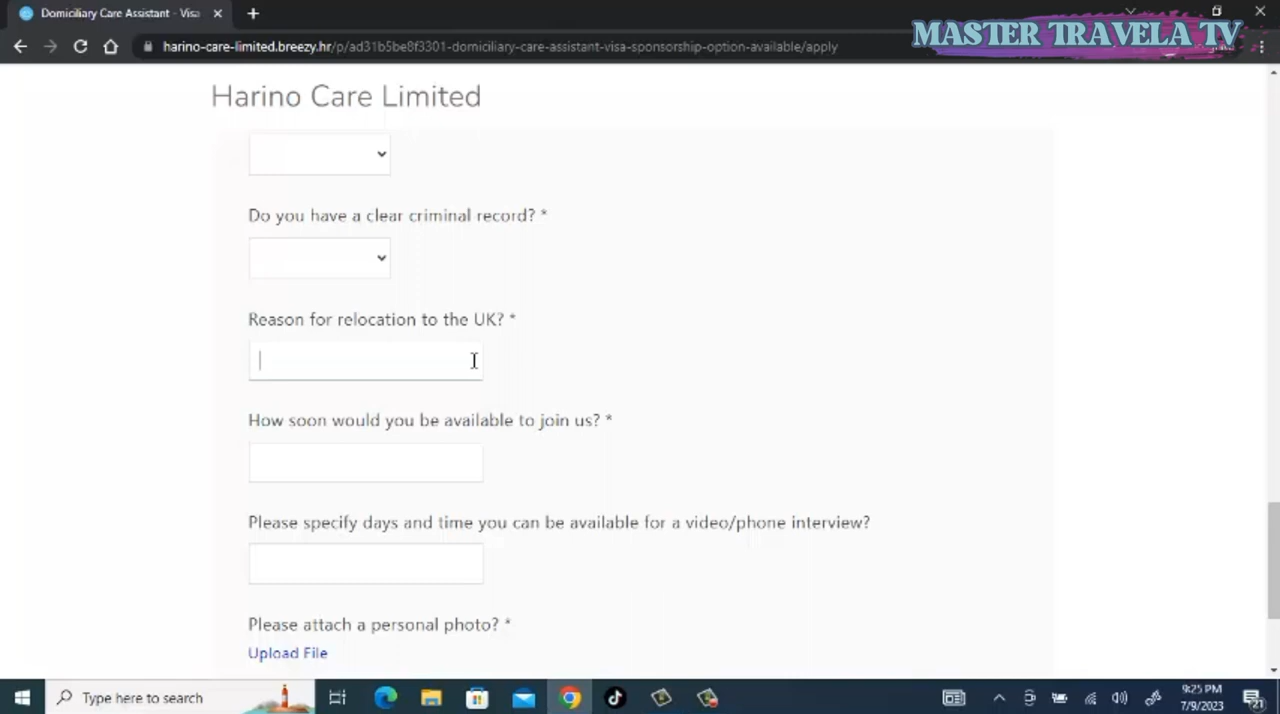 Domiciliary Care Assistant - Visa
MASTER TRAVELA TV
harino-care-limited.breezy.hr/p/ad31b5be8f3301-domiciliary-care-assistant-visa-sponsorship-option-available/apply
Harino Care Limited
Do you have a clear criminal record? *
Reason for relocation to the UK? *
How soon would you be available to join us? *
Please specify days and time you can be available for a video/phone interview?
Please attach a personal photo? *
Upload File
Type here to search
9:25 PM
7/9/2023
21